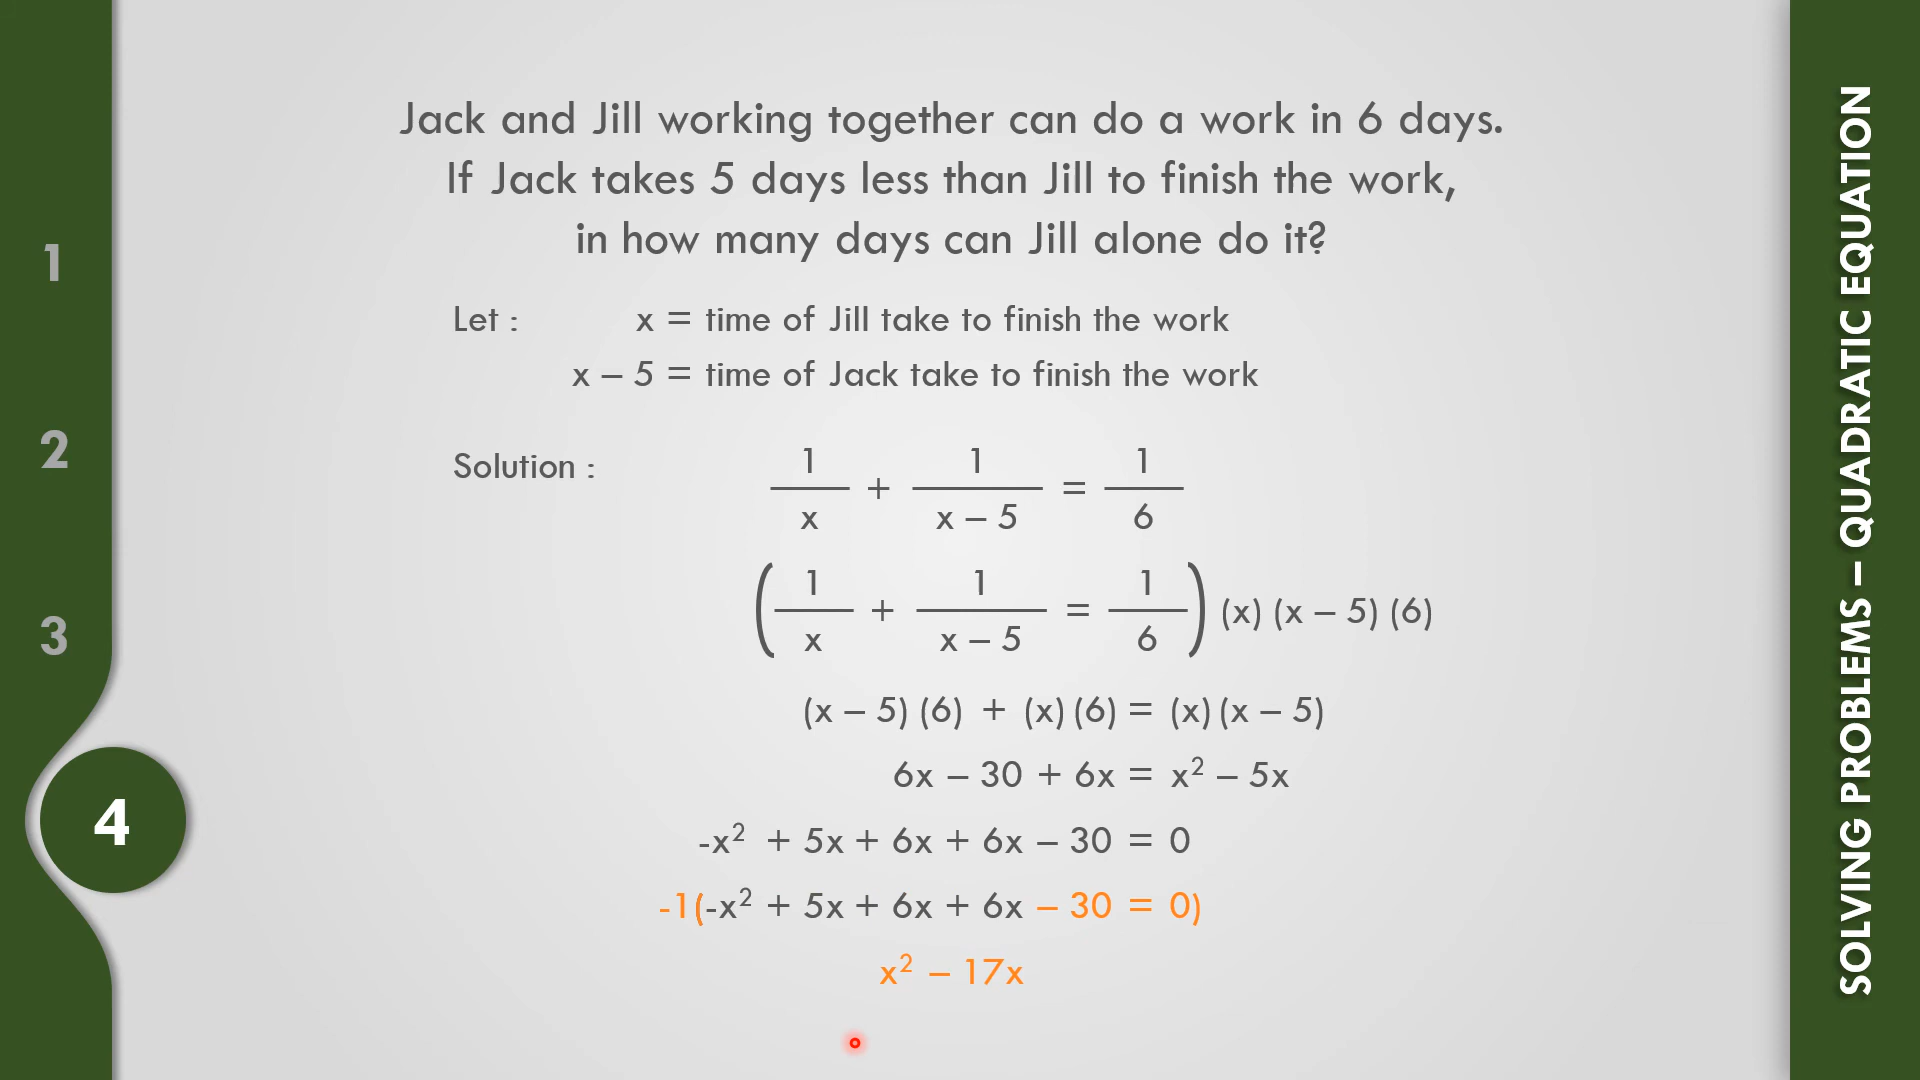 Jack and Jill working together can do a work in 6 days.
If Jack takes 5 days less than Jill to finish the work,
in how many days can Jill alone do it?
Let : x = time of Jill take to finish the work
x – 5 = time of Jack take to finish the work
Solution : 1/x + 1/(x – 5) = 1/6
(1/x + 1/(x – 5) = 1/6) (x) (x – 5) (6)
(x – 5) (6) + (x) (6) = (x) (x – 5)
6x – 30 + 6x = x² – 5x
-x² + 5x + 6x + 6x – 30 = 0
-1(-x² + 5x + 6x + 6x – 30 = 0)
x² – 17x
1
2
3
4
SOLVING PROBLEMS – QUADRATIC EQUATION